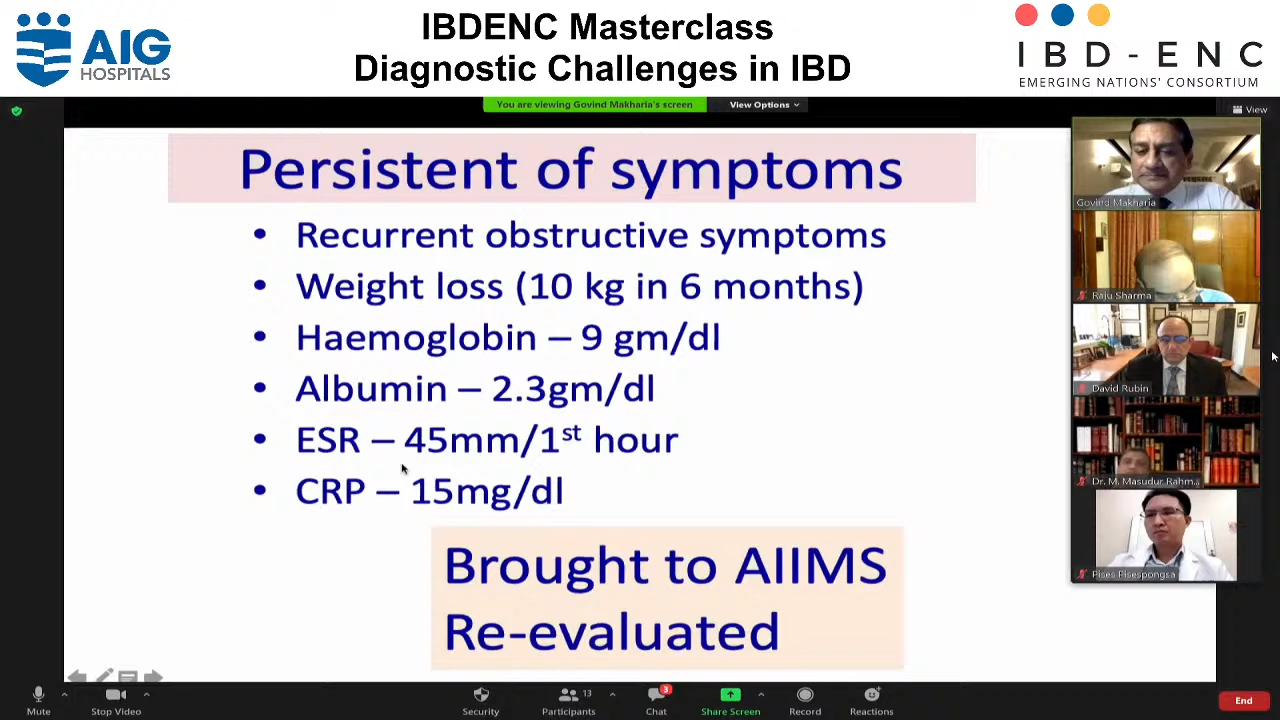 AIG
HOSPITALS
IBDENC Masterclass
Diagnostic Challenges in IBD
IBD-ENC
EMERGING NATIONS' CONSORTIUM
You are viewing Govind Makharia's screen
View Options
View
Persistent of symptoms
• Recurrent obstructive symptoms
• Weight loss (10 kg in 6 months)
• Haemoglobin – 9 gm/dl
• Albumin – 2.3gm/dl
• ESR – 45mm/1st hour
• CRP – 15mg/dl
Brought to AIIMS
Re-evaluated
Govind Makharia
Raju Sharma
David Rubin
Dr. M. Masudur Rahm...
Pises Pisespongsa
Mute
Stop Video
Security
13
Participants
3
Chat
Share Screen
Record
Reactions
End